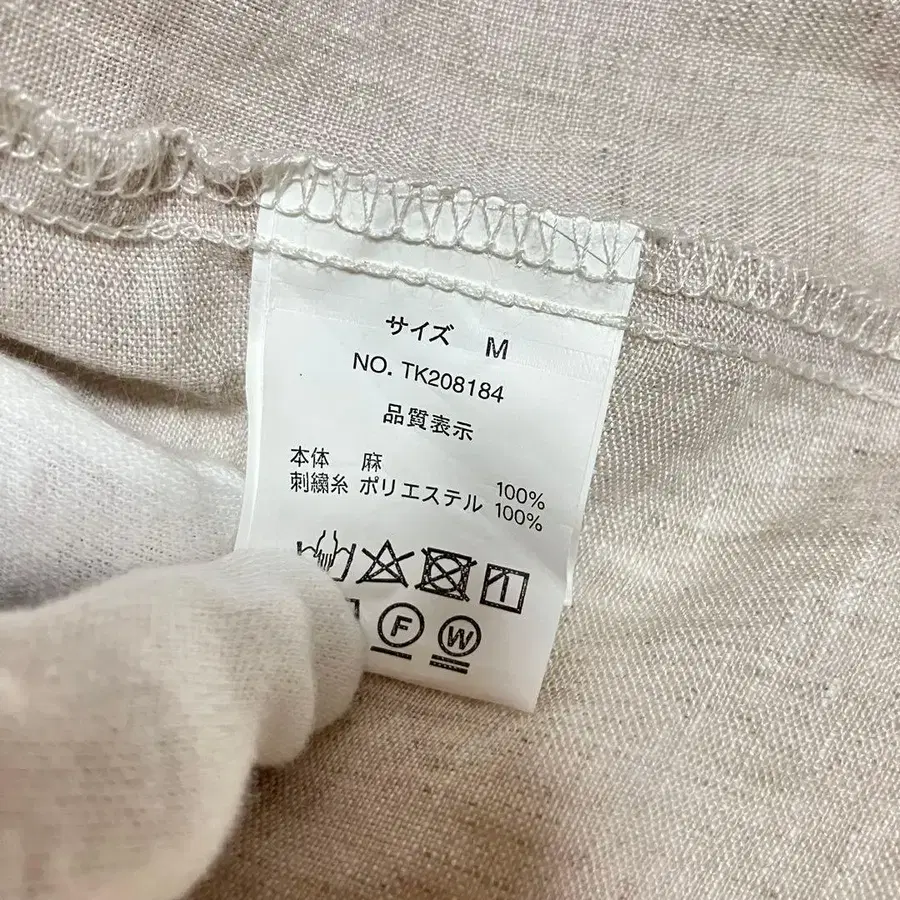 サイズ M
NO. TK208184
品質表示
本体 麻 100%
刺繍糸 ポリエステル 100%
F W